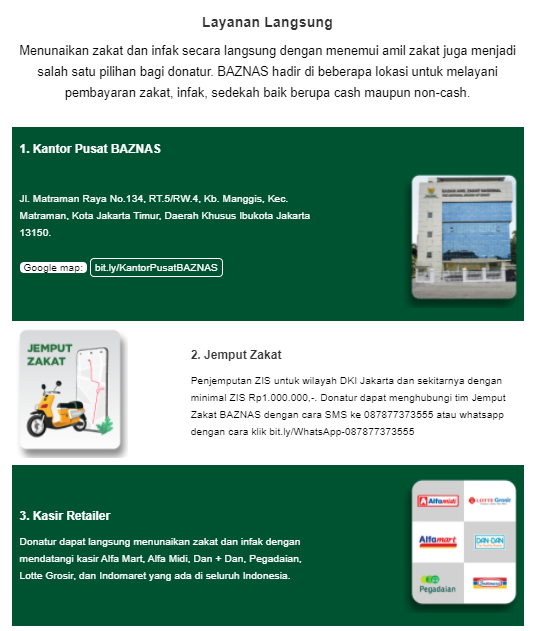 Layanan Langsung
Menunaikan zakat dan infak secara langsung dengan menemui amil zakat juga menjadi
salah satu pilihan bagi donatur. BAZNAS hadir di beberapa lokasi untuk melayani
pembayaran zakat, infak, sedekah baik berupa cash maupun non-cash.
1. Kantor Pusat BAZNAS
Jl. Matraman Raya No.134, RT.5/RW.4, Kb. Manggis, Kec.
Matraman, Kota Jakarta Timur, Daerah Khusus Ibukota Jakarta
13150.
Google map: bit.ly/KantorPusatBAZNAS
BADAN AMIL ZAKAT NASIONAL
JEMPUT
ZAKAT
2. Jemput Zakat
Penjemputan ZIS untuk wilayah DKI Jakarta dan sekitarnya dengan
minimal ZIS Rp1.000.000,-. Donatur dapat menghubungi tim Jemput
Zakat BAZNAS dengan cara SMS ke 087877373555 atau whatsapp
dengan cara klik bit.ly/WhatsApp-087877373555
3. Kasir Retailer
Donatur dapat langsung menunaikan zakat dan infak dengan
mendatangi kasir Alfa Mart, Alfa Midi, Dan + Dan, Pegadaian,
Lotte Grosir, dan Indomaret yang ada di seluruh Indonesia.
Alfamidi LOTTE Grosir
Alfamart DAN+DAN
Pegadaian Indomaret